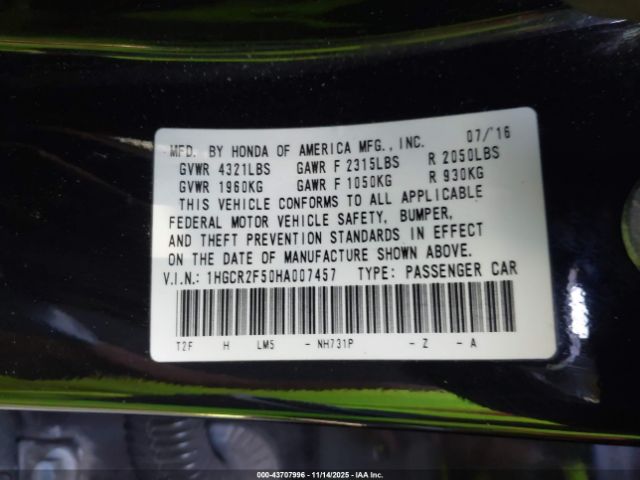 MFD. BY HONDA OF AMERICA MFG., INC. 07/'16
GVWR 4321LBS GAWR F 2315LBS R 2050LBS
GVWR 1960KG GAWR F 1050KG R 930KG
THIS VEHICLE CONFORMS TO ALL APPLICABLE
FEDERAL MOTOR VEHICLE SAFETY, BUMPER,
AND THEFT PREVENTION STANDARDS IN EFFECT
ON THE DATE OF MANUFACTURE SHOWN ABOVE.
V.I.N.: 1HGCR2F50HA007457 TYPE: PASSENGER CAR
T2F H LM5 - NH731P - Z - A
000-43707996 - 11/14/2025 - IAA Inc.